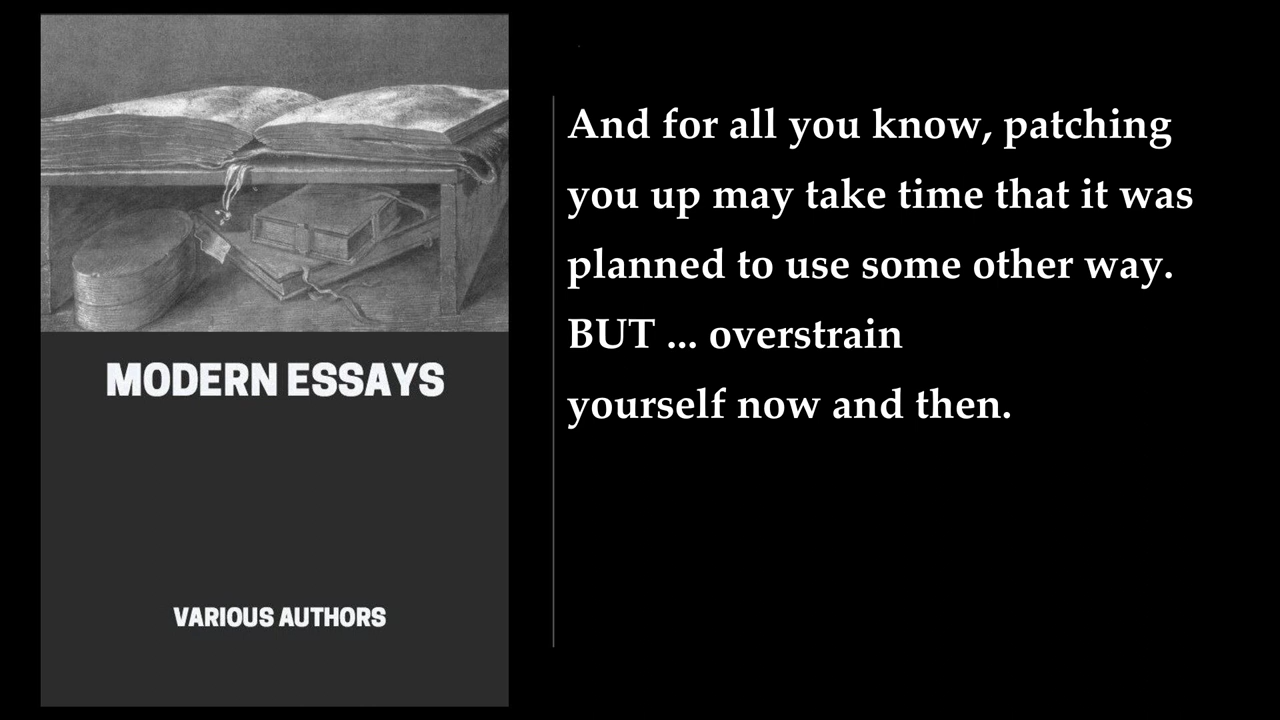 MODERN ESSAYS
VARIOUS AUTHORS
And for all you know, patching
you up may take time that it was
planned to use some other way.
BUT ... overstrain
yourself now and then.